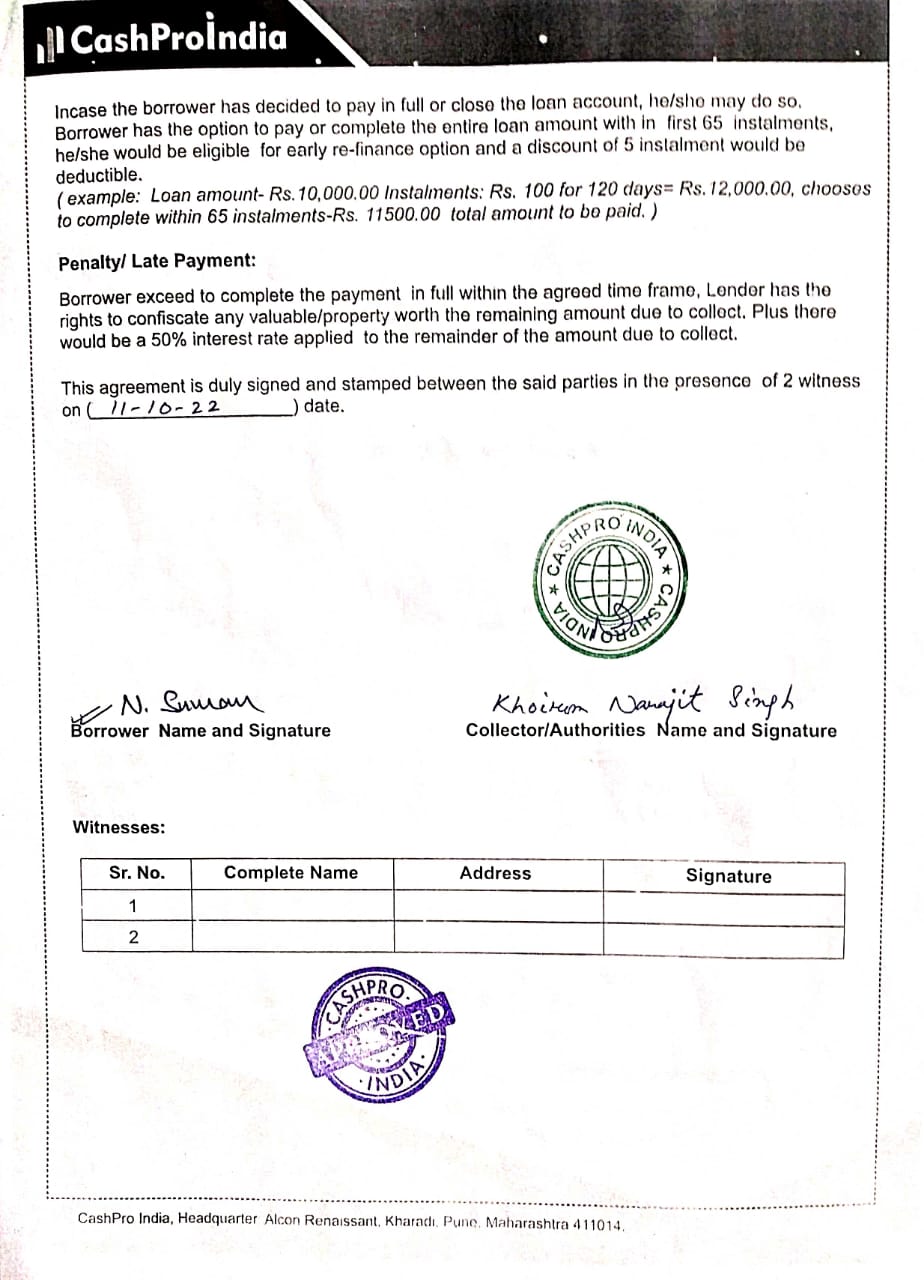 CashProIndia
Incase the borrower has decided to pay in full or close the loan account, he/she may do so.
Borrower has the option to pay or complete the entire loan amount with in first 65 instalments,
he/she would be eligible for early re-finance option and a discount of 5 instalment would be
deductible.
(example: Loan amount- Rs.10,000.00 Instalments: Rs. 100 for 120 days= Rs.12,000.00, chooses
to complete within 65 instalments-Rs. 11500.00 total amount to be paid. )
Penalty/ Late Payment:
Borrower exceed to complete the payment in full within the agreed time frame, Lender has the
rights to confiscate any valuable/property worth the remaining amount due to collect. Plus there
would be a 50% interest rate applied to the remainder of the amount due to collect.
This agreement is duly signed and stamped between the said parties in the presence of 2 witness
on ( 11-10-22 ) date.
CASHPRO INDIA ★ CASHPRO INDIA ★
N. Suman
Khoirom Narajit Singh
Borrower Name and Signature
Collector/Authorities Name and Signature
Witnesses:
Sr. No. Complete Name Address Signature
1
2
CASHPRO
APPROVED
INDIA
CashPro India, Headquarter Alcon Renaissant, Kharadi, Pune, Maharashtra 411014.